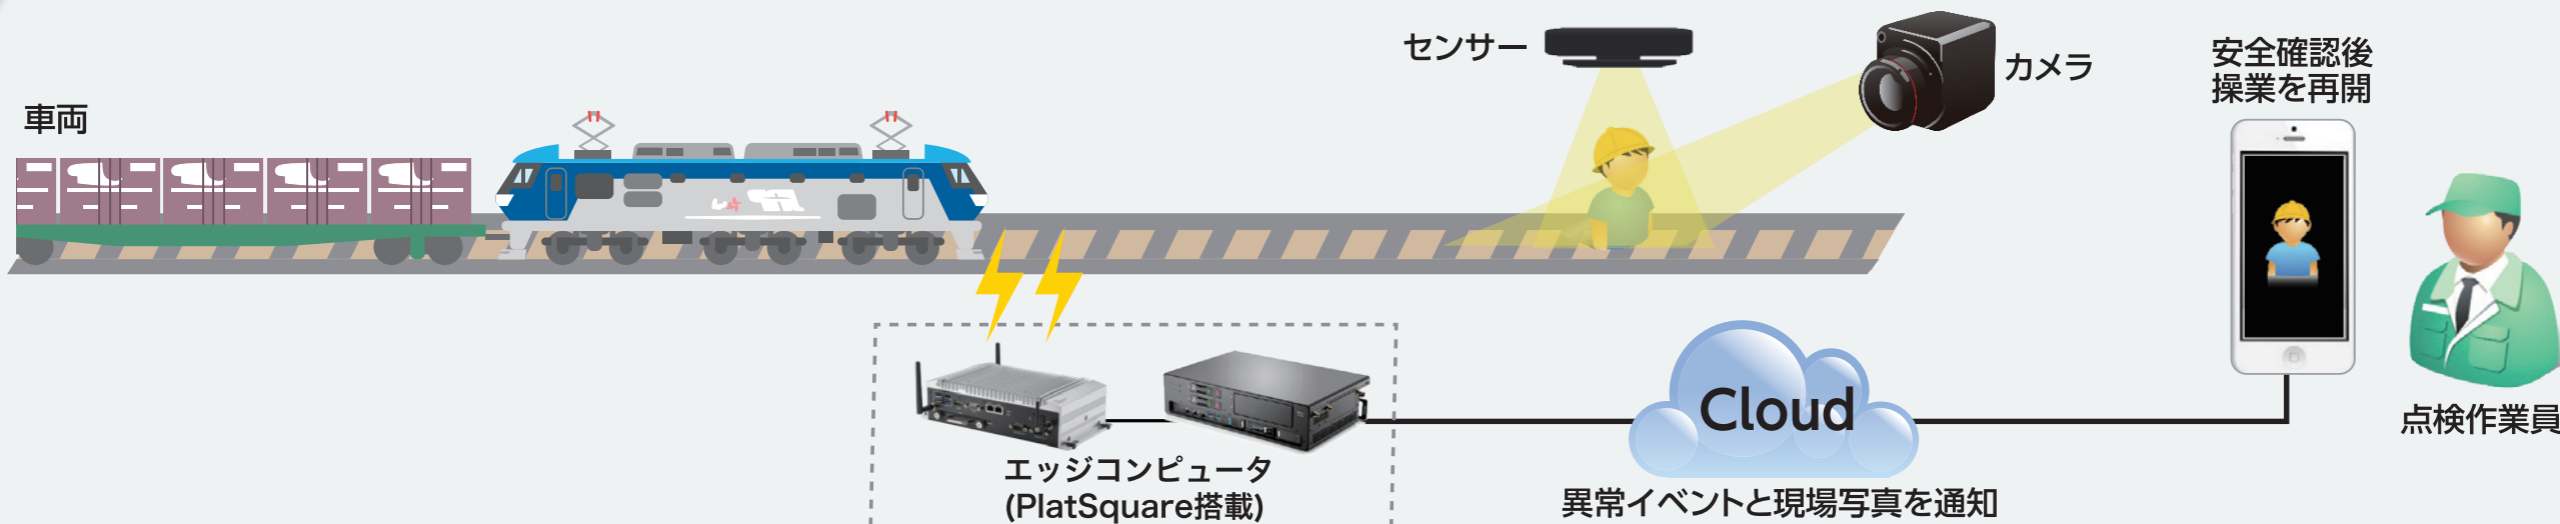 車両
センサー
カメラ
安全確認後
操業を再開
点検作業員
エッジコンピュータ
(PlatSquare搭載)
Cloud
異常イベントと現場写真を通知